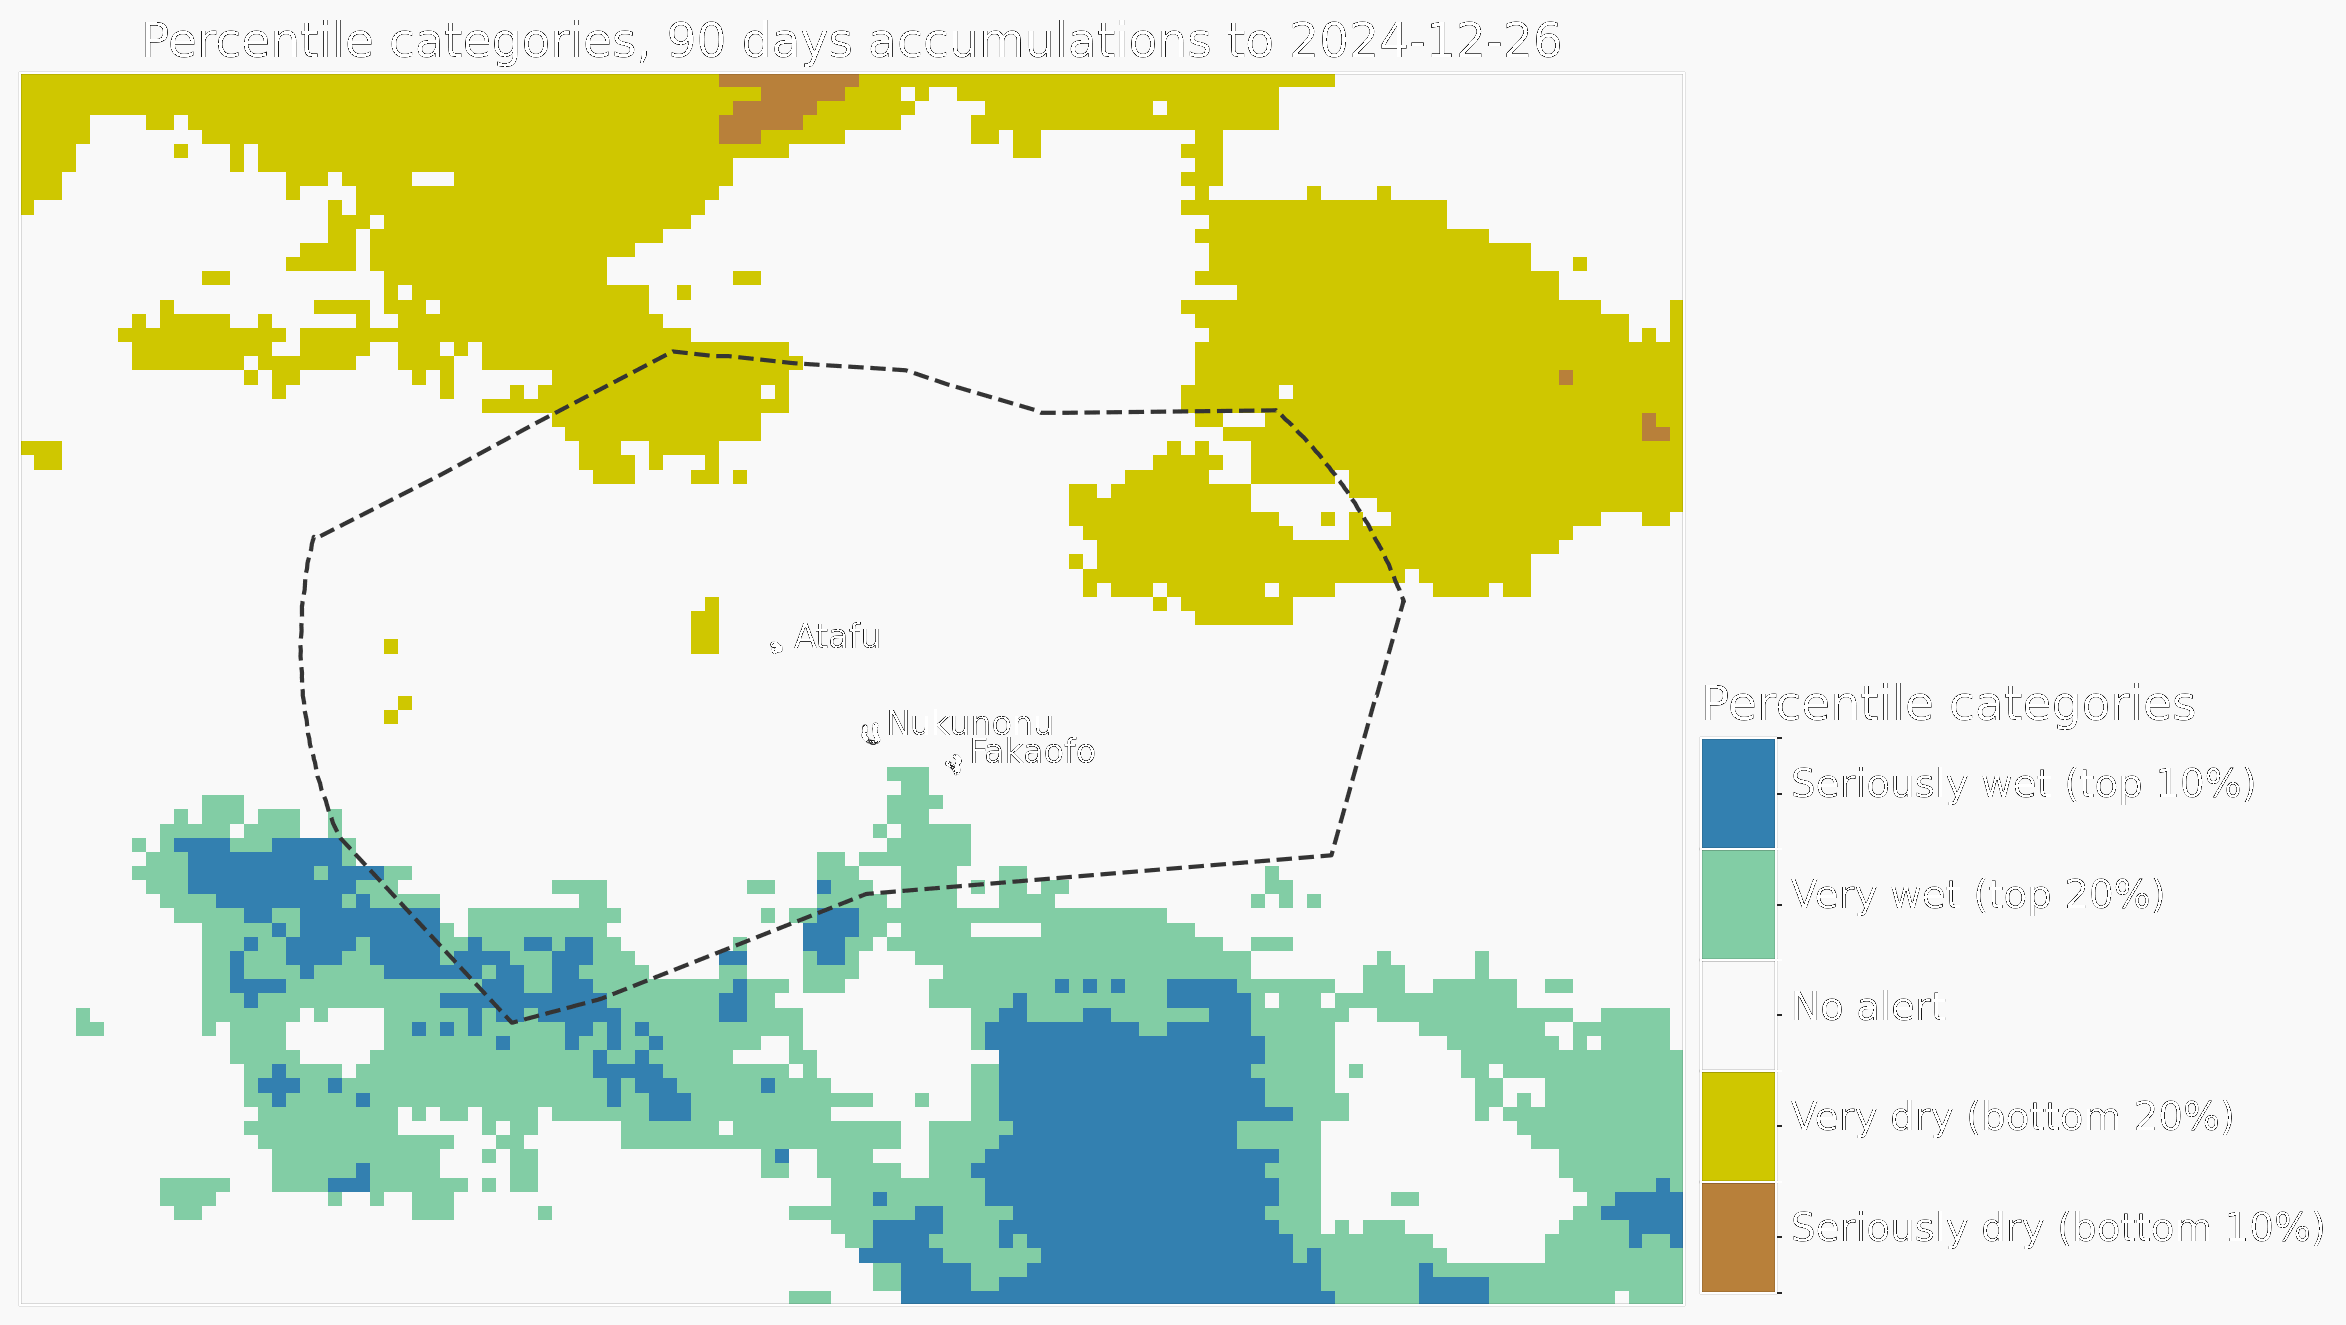 Percentile categories, 90 days accumulations to 2024-12-26
Atafu
Nukunonu
Fakaofo
Percentile categories
Seriously wet (top 10%)
Very wet (top 20%)
No alert
Very dry (bottom 20%)
Seriously dry (bottom 10%)